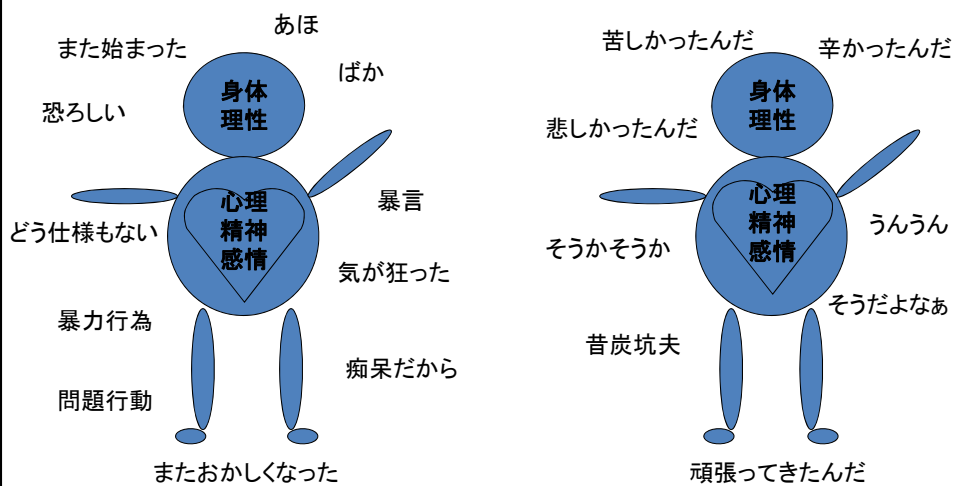 あほ
また始まった
ばか
恐ろしい
身体
理性
心理
精神
感情
暴言
どう仕様もない
気が狂った
暴力行為
痴呆だから
問題行動
またおかしくなった
苦しかったんだ
辛かったんだ
身体
理性
悲しかったんだ
心理
精神
感情
うんうん
そうかそうか
そうだよなぁ
昔炭坑夫
頑張ってきたんだ